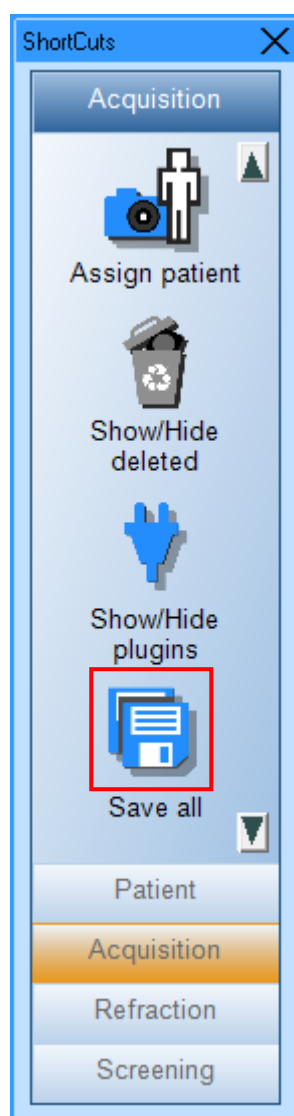 ShortCuts
Acquisition
Assign patient
Show/Hide
deleted
Show/Hide
plugins
Save all
Patient
Acquisition
Refraction
Screening